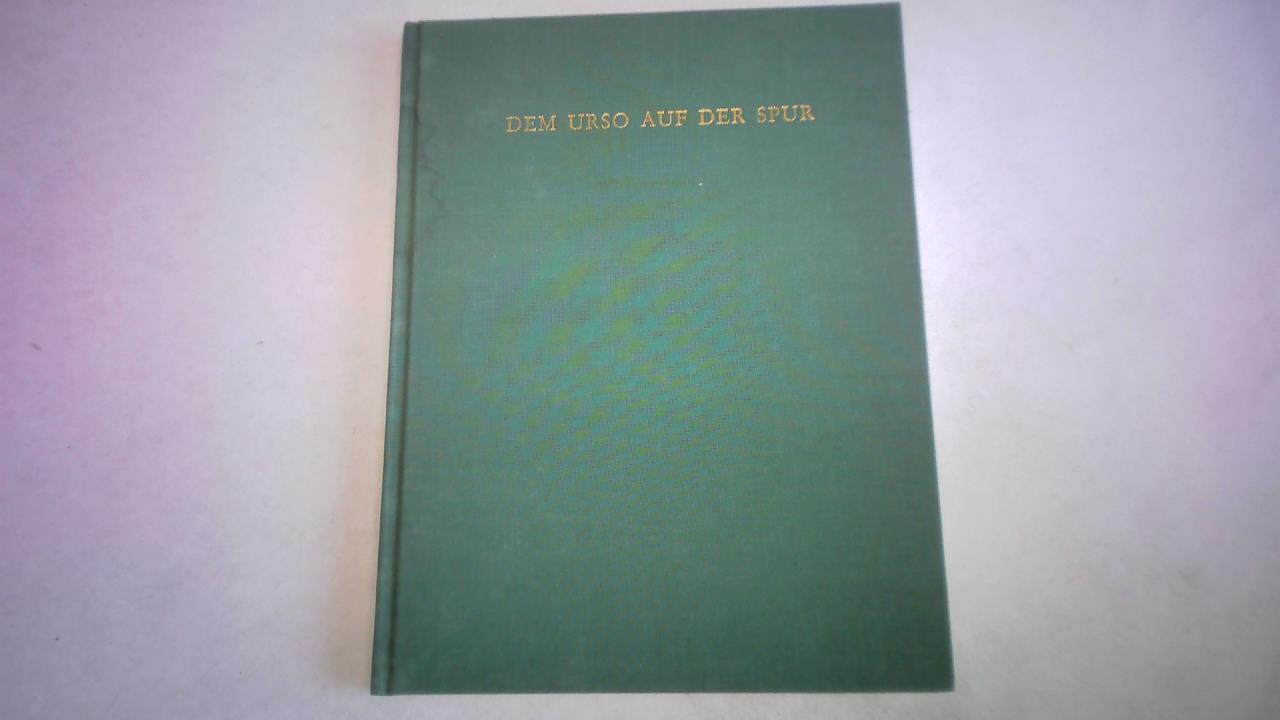 DEM URSO AUF DER SPUR